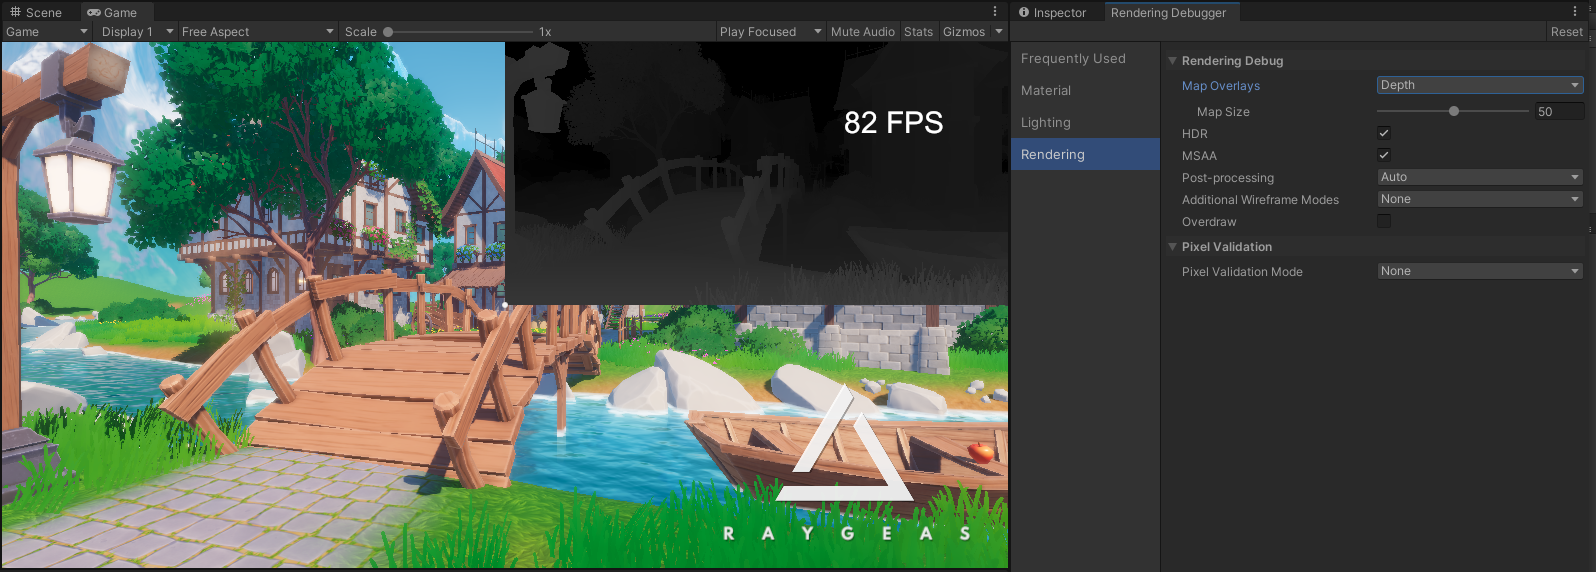 Scene
Game
Game
Display 1
Free Aspect
Scale
1x
Play Focused
Mute Audio
Stats
Gizmos
82 FPS
R A Y G E A S
Inspector
Rendering Debugger
Reset
Frequently Used
Material
Lighting
Rendering
Rendering Debug
Map Overlays
Depth
Map Size
50
HDR
MSAA
Post-processing
Auto
Additional Wireframe Modes
None
Overdraw
Pixel Validation
Pixel Validation Mode
None